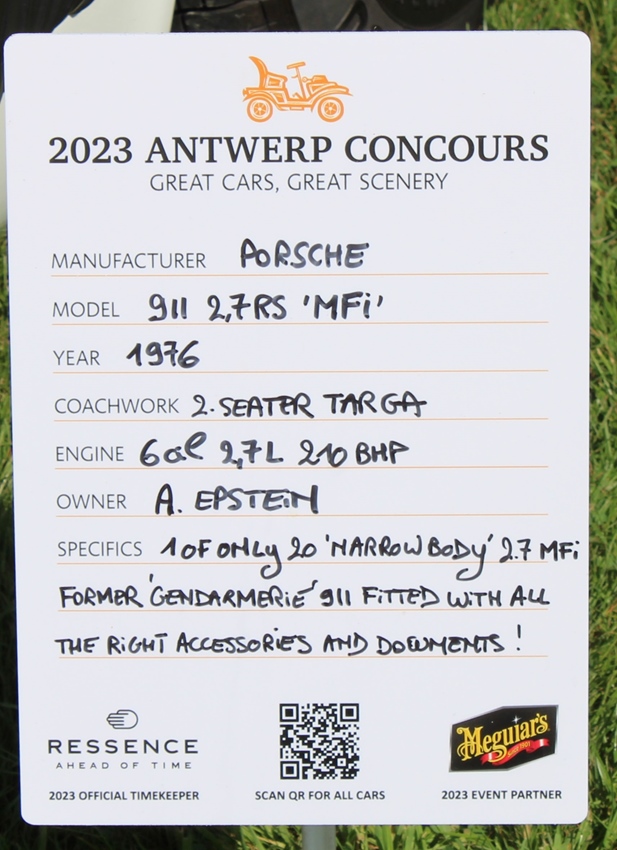 2023 ANTWERP CONCOURS
GREAT CARS, GREAT SCENERY
MANUFACTURER PORSCHE
MODEL 911 2,7RS 'MFi'
YEAR 1976
COACHWORK 2-SEATER TARGA
ENGINE 6cil 2,7L 210 BHP
OWNER A. EPSTEiN
SPECIFICS 1 OF ONLY 20 'NARROW BODY' 2.7 MFi
FORMER 'GENDARMERiE' 911 FiTTED WiTH ALL
THE RiGHT ACCESSORiES AND DOCUMENTS !
RESSENCE
AHEAD OF TIME
2023 OFFICIAL TIMEKEEPER
SCAN QR FOR ALL CARS
Meguiar's
SINCE 1901
2023 EVENT PARTNER